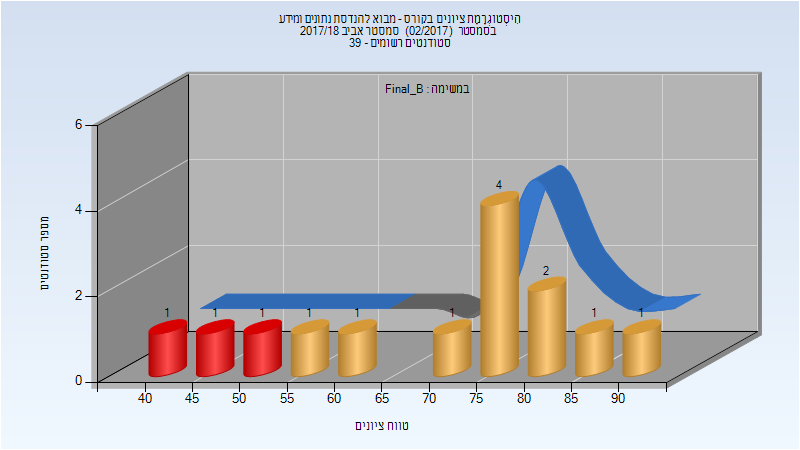 היסטוגרמת ציונים בקורס - מבוא להנדסת נתונים ומידע
בסמסטר (02/2017) סמסטר אביב 2017/18
סטודנטים רשומים - 39
במשימה : Final_B
מספר סטודנטים
6
4
2
0
1 1 1 1 1 1 4 2 1 1
40 45 50 55 60 65 70 75 80 85 90
טווח ציונים